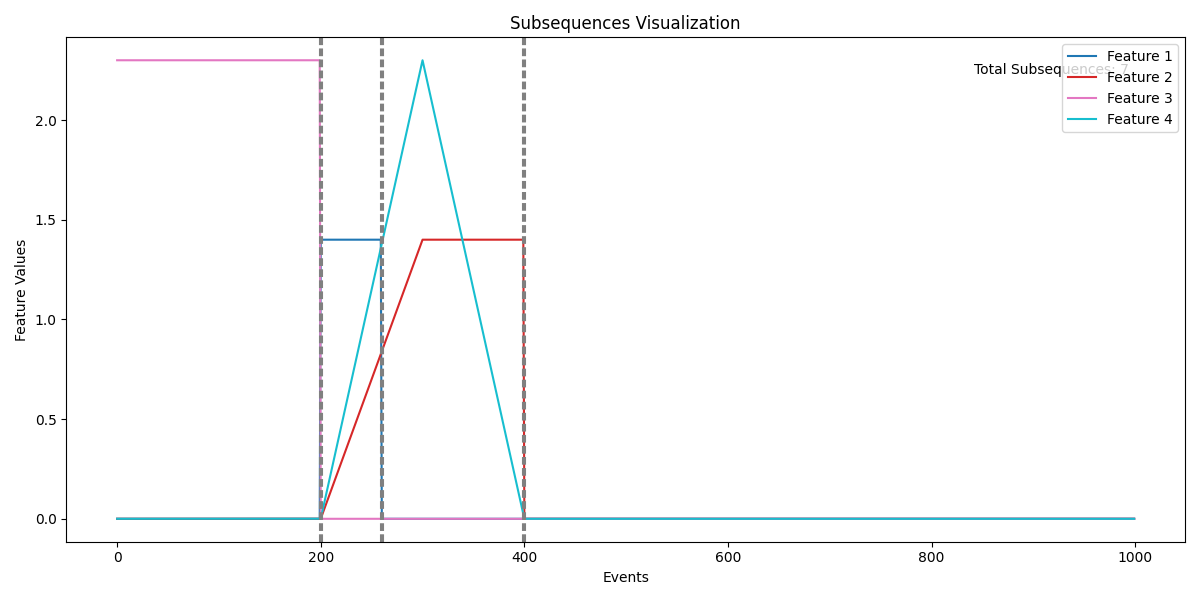 Subsequences Visualization
Total Subsequences: 7
Feature 1
Feature 2
Feature 3
Feature 4
Feature Values
2.0
1.5
1.0
0.5
0.0
0 200 400 600 800 1000
Events